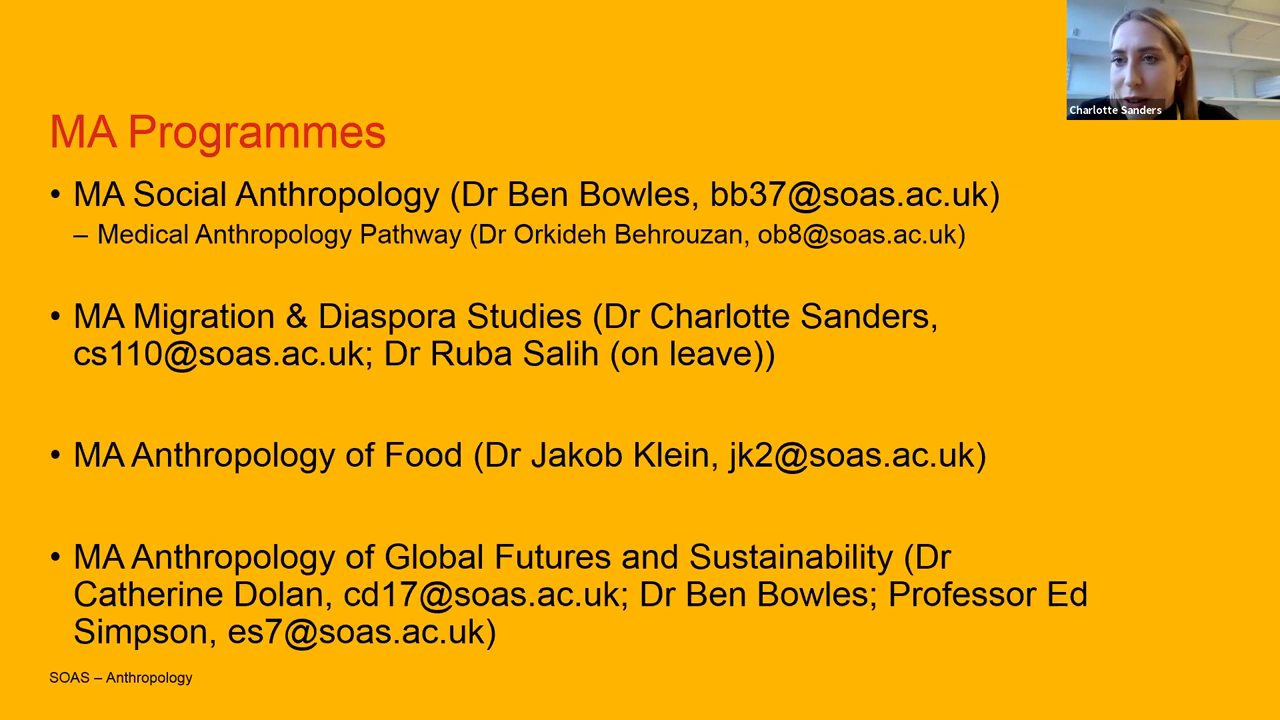 Charlotte Sanders
MA Programmes
• MA Social Anthropology (Dr Ben Bowles, bb37@soas.ac.uk)
– Medical Anthropology Pathway (Dr Orkideh Behrouzan, ob8@soas.ac.uk)
• MA Migration & Diaspora Studies (Dr Charlotte Sanders,
cs110@soas.ac.uk; Dr Ruba Salih (on leave))
• MA Anthropology of Food (Dr Jakob Klein, jk2@soas.ac.uk)
• MA Anthropology of Global Futures and Sustainability (Dr
Catherine Dolan, cd17@soas.ac.uk; Dr Ben Bowles; Professor Ed
Simpson, es7@soas.ac.uk)
SOAS – Anthropology